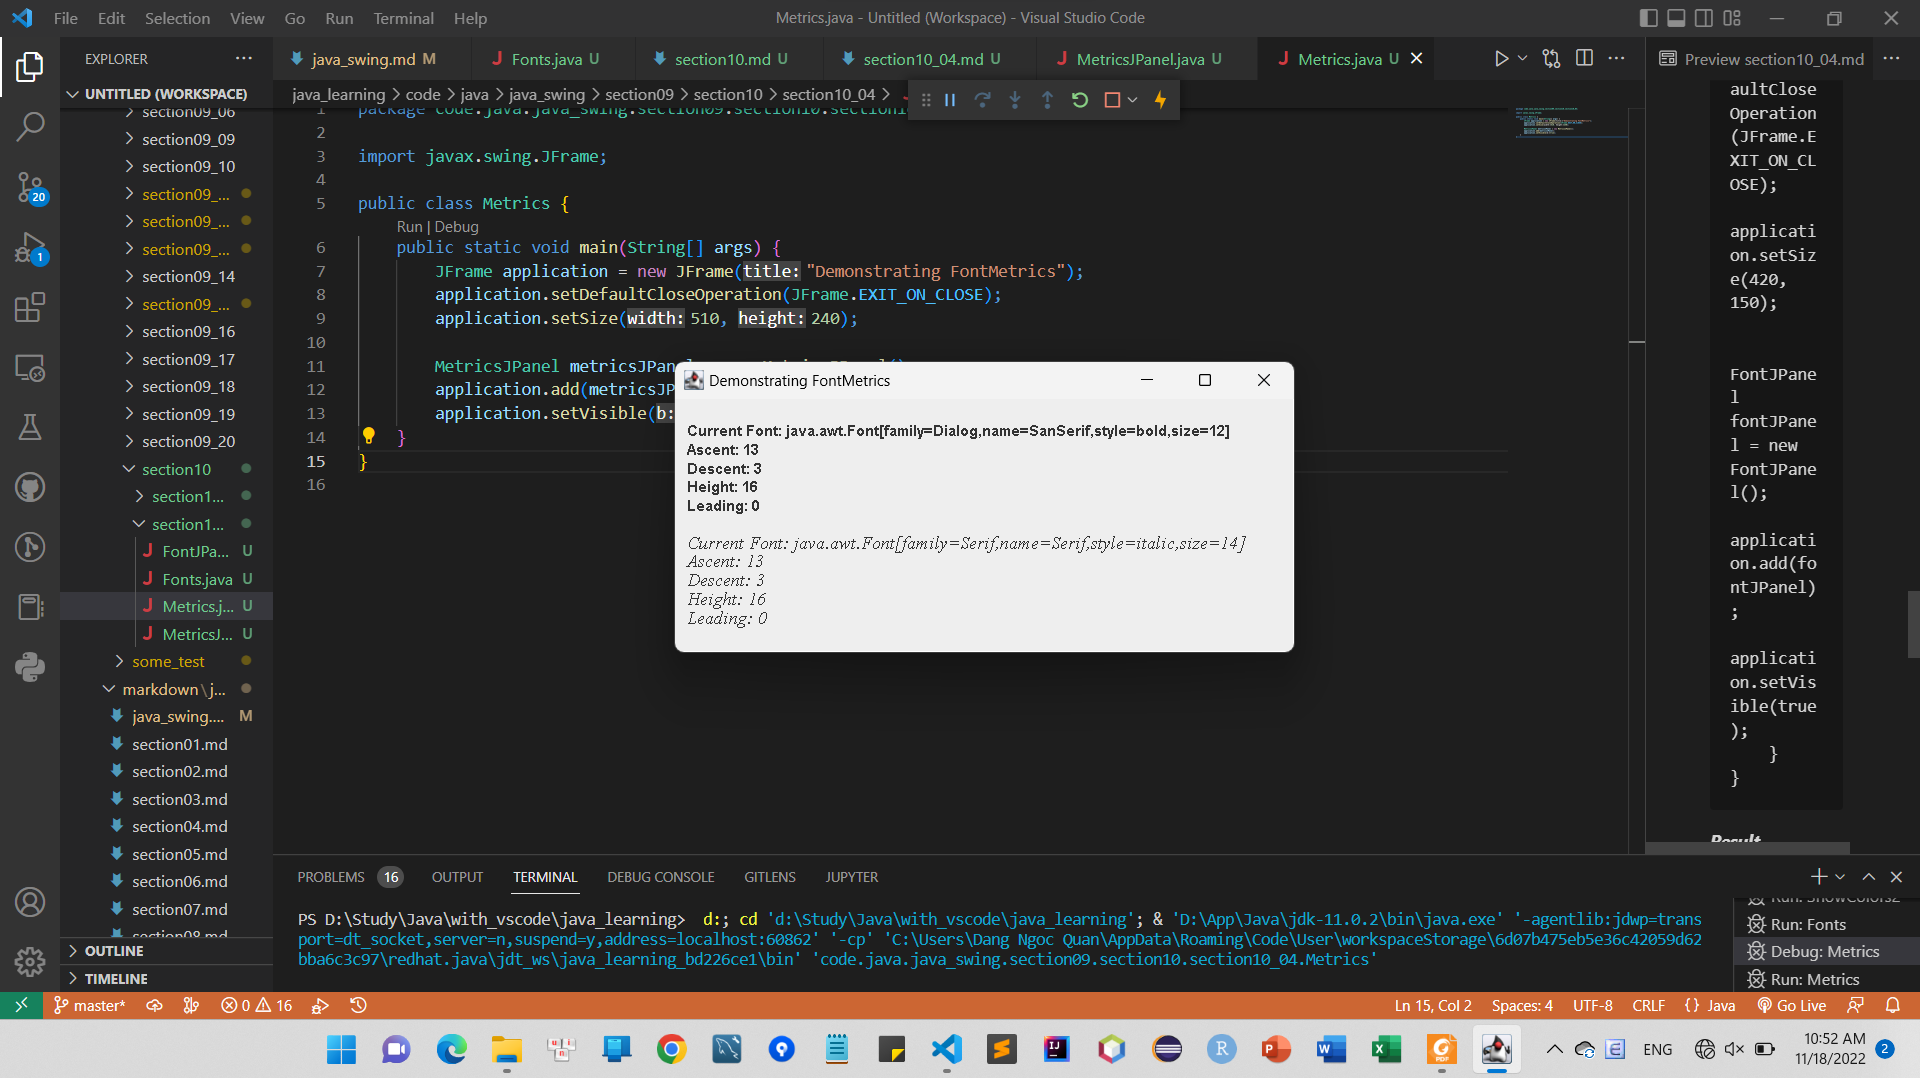 File Edit Selection View Go Run Terminal Help
Metrics.java - Untitled (Workspace) - Visual Studio Code
EXPLORER
UNTITLED (WORKSPACE)
section09_06
section09_09
section09_10
section09_...
section09_...
section09_...
section09_14
section09_...
section09_16
section09_17
section09_18
section09_19
section09_20
section10
section1...
section1...
FontJPa... U
Fonts.java U
Metrics.j... U
MetricsJ... U
some_test
markdown\j...
java_swing.... M
section01.md
section02.md
section03.md
section04.md
section05.md
section06.md
section07.md
section08.md
OUTLINE
TIMELINE
20
1
java_swing.md M
Fonts.java U
section10.md U
section10_04.md U
MetricsJPanel.java U
Metrics.java U
java_learning > code > java > java_swing > section09 > section10 > section10_04 >
1 package code.java.java_swing.section09.section10.section
2
3 import javax.swing.JFrame;
4
5 public class Metrics {
Run | Debug
6 public static void main(String[] args) {
7 JFrame application = new JFrame(title: "Demonstrating FontMetrics");
8 application.setDefaultCloseOperation(JFrame.EXIT_ON_CLOSE);
9 application.setSize(width: 510, height: 240);
10
11 MetricsJPanel metricsJPan
12 application.add(metricsJP
13 application.setVisible(b:
14 }
15 }
16
Demonstrating FontMetrics
Current Font: java.awt.Font[family=Dialog,name=SanSerif,style=bold,size=12]
Ascent: 13
Descent: 3
Height: 16
Leading: 0
Current Font: java.awt.Font[family=Serif,name=Serif,style=italic,size=14]
Ascent: 13
Descent: 3
Height: 16
Leading: 0
Preview section10_04.md
aultClose
Operation
(JFrame.E
XIT_ON_CL
OSE);
applicati
on.setSiz
e(420,
150);
FontJPane
l
fontJPane
l = new
FontJPane
l();
applicati
on.add(fo
ntJPanel)
;
applicati
on.setVis
ible(true
);
}
}
Result
PROBLEMS 16 OUTPUT TERMINAL DEBUG CONSOLE GITLENS JUPYTER
PS D:\Study\Java\with_vscode\java_learning> d:; cd 'd:\Study\Java\with_vscode\java_learning'; & 'D:\App\Java\jdk-11.0.2\bin\java.exe' '-agentlib:jdwp=trans
port=dt_socket,server=n,suspend=y,address=localhost:60862' '-cp' 'C:\Users\Dang Ngoc Quan\AppData\Roaming\Code\User\workspaceStorage\6d07b475eb5e36c42059d62
bba6c3c97\redhat.java\jdt_ws\java_learning_bd226ce1\bin' 'code.java.java_swing.section09.section10.section10_04.Metrics'
Run: ShowColors2
Run: Fonts
Debug: Metrics
Run: Metrics
master* 0 16
Ln 15, Col 2 Spaces: 4 UTF-8 CRLF {} Java Go Live
ENG
10:52 AM
11/18/2022
2